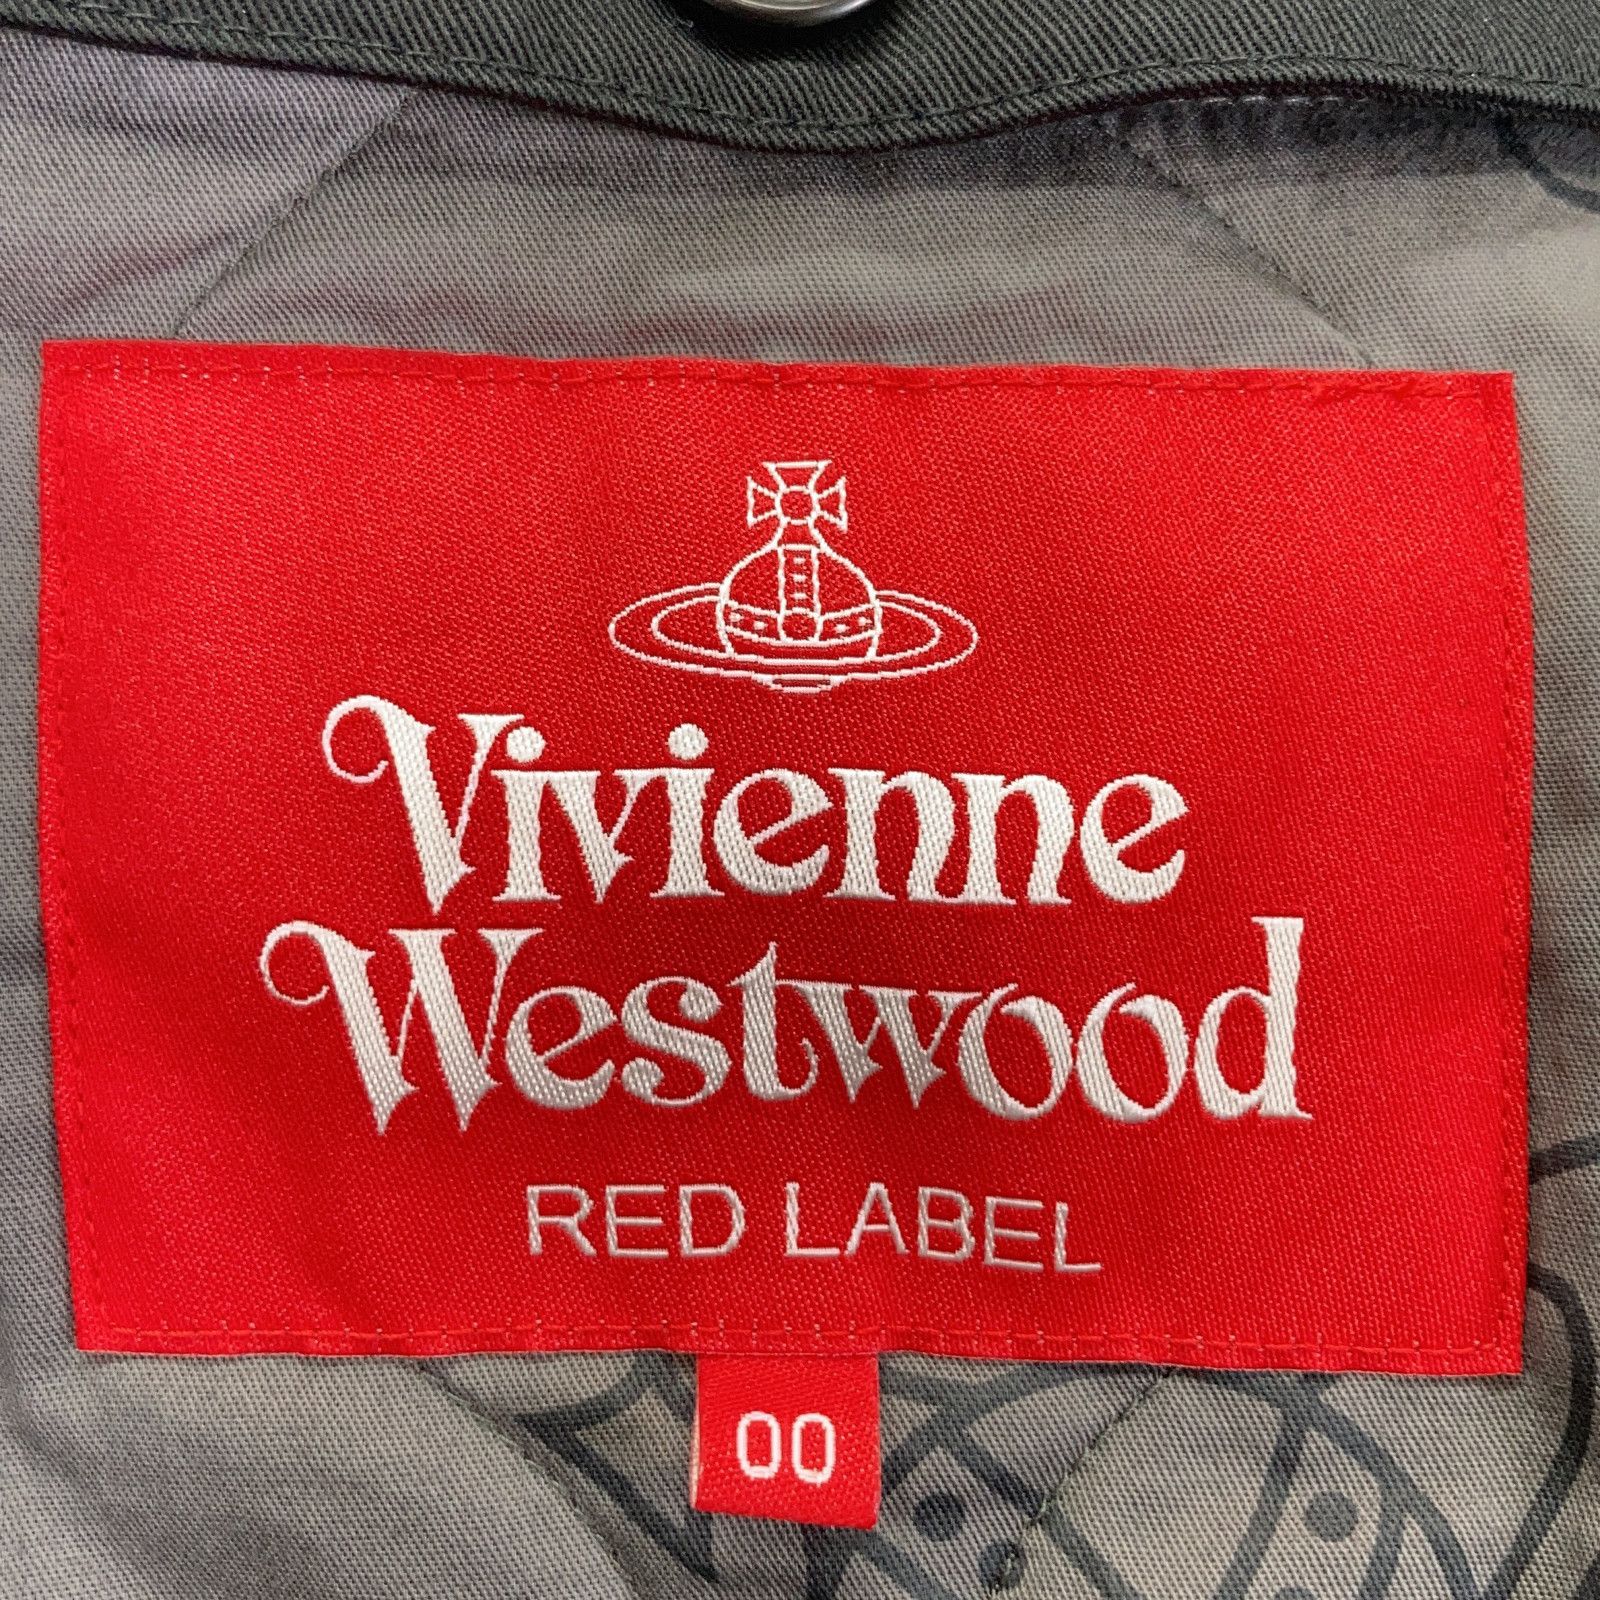 Vivienne
Westwood
RED LABEL
00